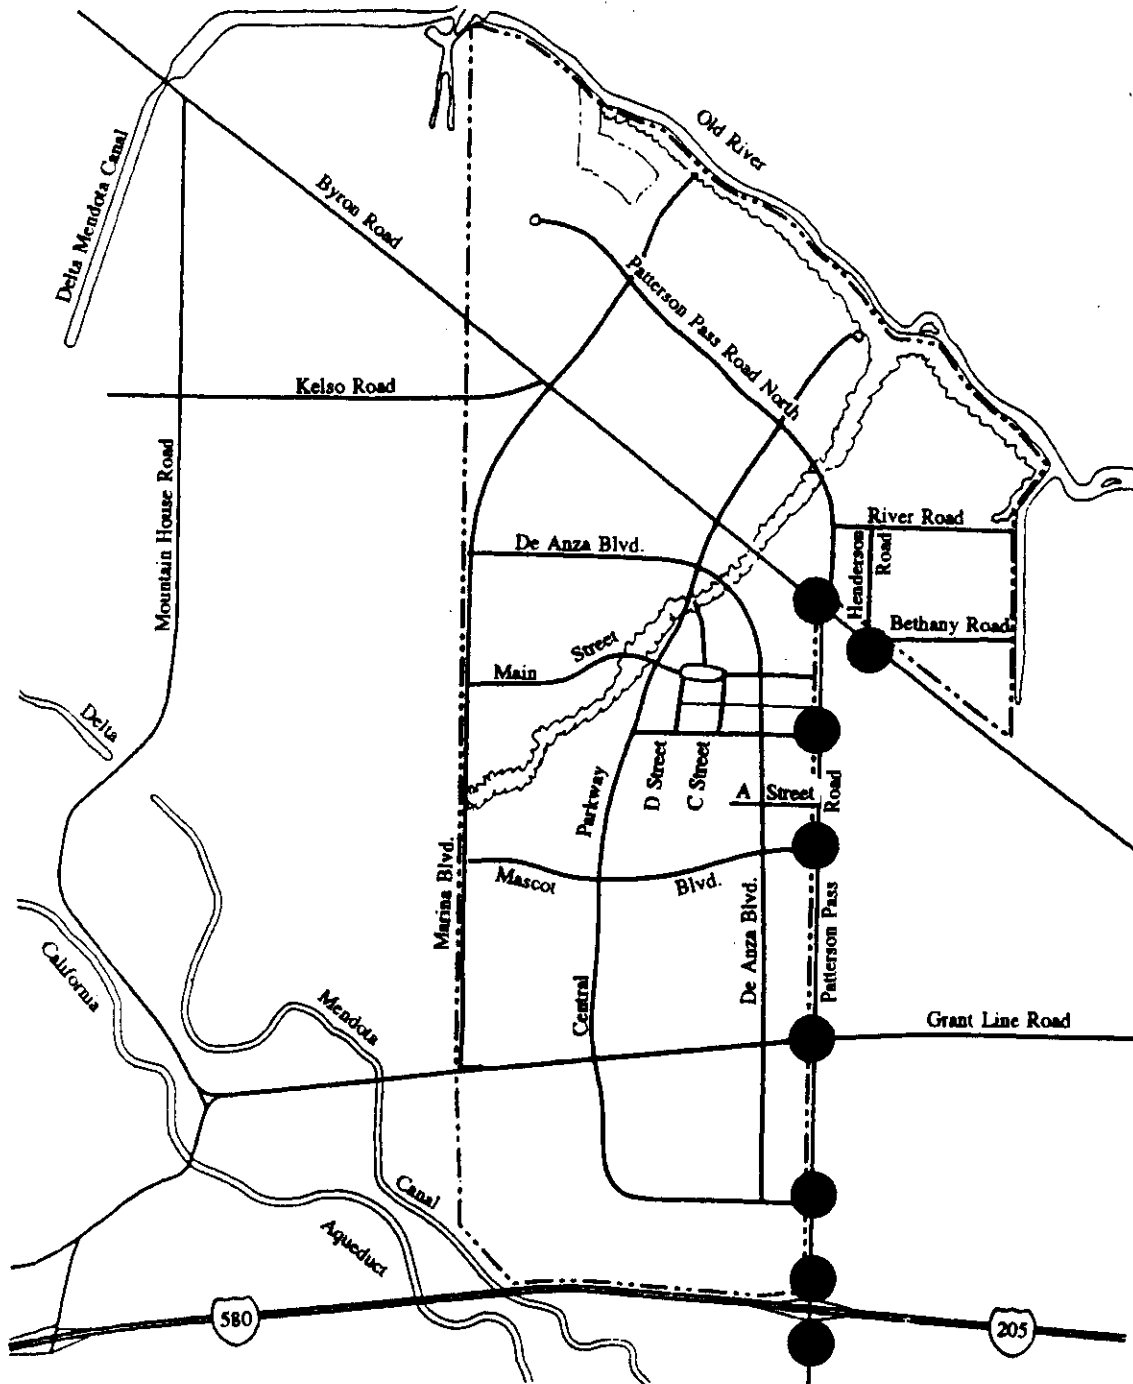 Old River
Delta Mendota Canal
Byron Road
Patterson Pass Road North
Kelso Road
Mountain House Road
River Road
De Anza Blvd.
Henderson
Road
Bethany Road
Street
Main
Delta
D Street
C Street
A Street
Road
Parkway
Mascot
Blvd.
Marina Blvd.
De Anza Blvd.
Patterson Pass
California
Mendota
Central
Grant Line Road
Canal
Aqueduct
580
205